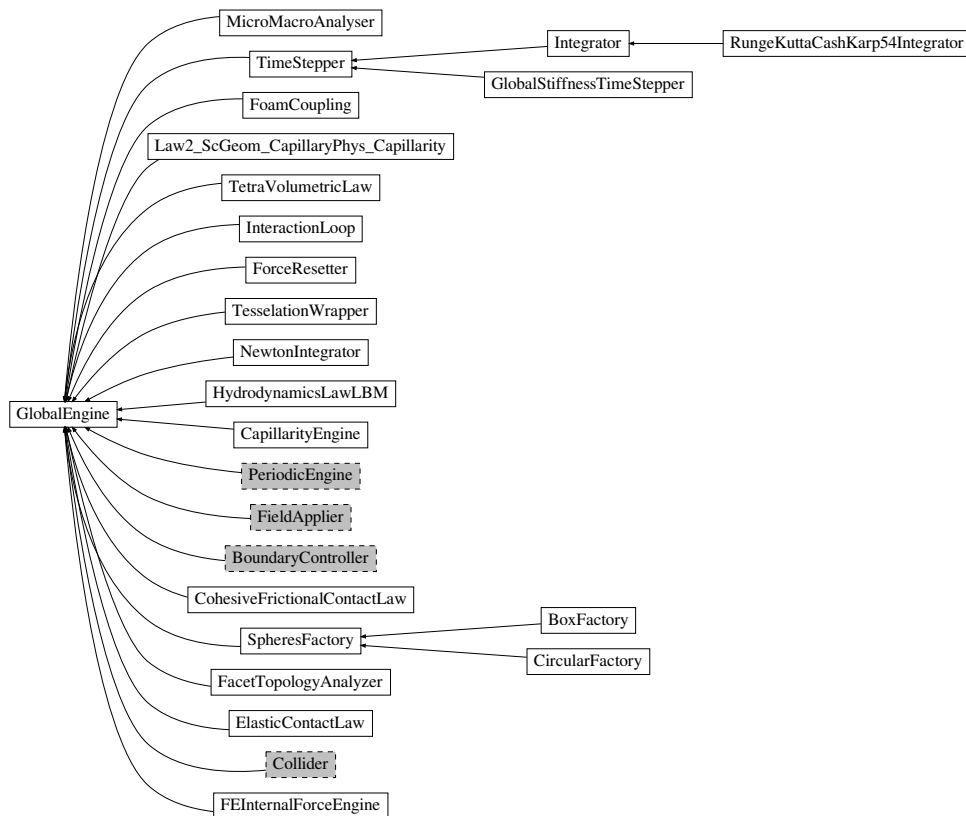 MicroMacroAnalyser
TimeStepper
Integrator
RungeKuttaCashKarp54Integrator
GlobalStiffnessTimeStepper
FoamCoupling
Law2_ScGeom_CapillaryPhys_Capillarity
TetraVolumetricLaw
InteractionLoop
ForceResetter
TesselationWrapper
NewtonIntegrator
HydrodynamicsLawLBM
GlobalEngine
CapillarityEngine
PeriodicEngine
FieldApplier
BoundaryController
CohesiveFrictionalContactLaw
SpheresFactory
BoxFactory
CircularFactory
FacetTopologyAnalyzer
ElasticContactLaw
Collider
FEInternalForceEngine